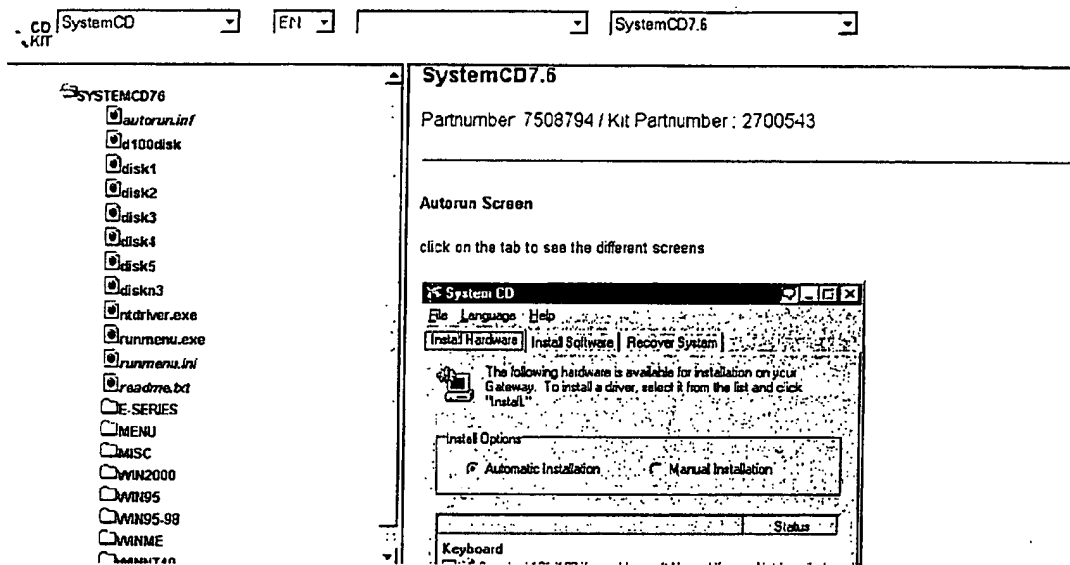 CD KIT
SystemCD
EN
SystemCD7.6
SYSTEMCD76
autorun.inf
d100disk
disk1
disk2
disk3
disk4
disk5
diskn3
ntdriver.exe
runmenu.exe
runmenu.ini
readme.txt
E-SERIES
MENU
MISC
WIN2000
WIN95
WIN95-98
WINME
WINNT40
SystemCD7.6
Partnumber 7508794 / Kit Partnumber : 2700543
Autorun Screen
click on the tab to see the different screens
System CD
File Language Help
Install Hardware Install Software Recover System
The following hardware is available for installation on your
Gateway. To install a driver, select it from the list and click
"Install."
Install Options
Automatic Installation Manual Installation
Status
Keyboard